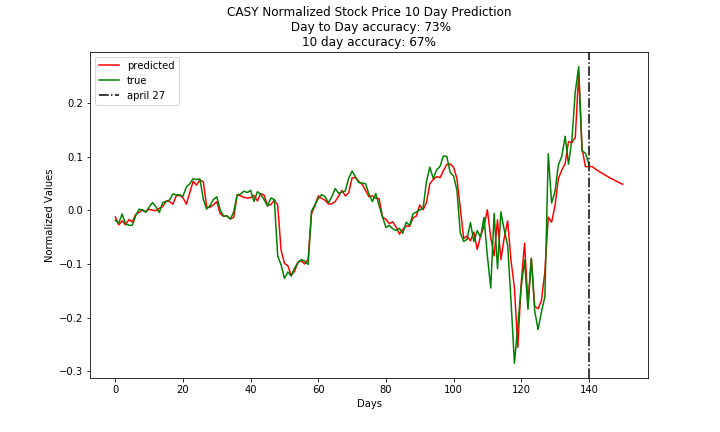 CASY Normalized Stock Price 10 Day Prediction
Day to Day accuracy: 73%
10 day accuracy: 67%
predicted
true
april 27
Normalized Values
0.2
0.1
0.0
−0.1
−0.2
−0.3
0
20
40
60
80
100
120
140
Days